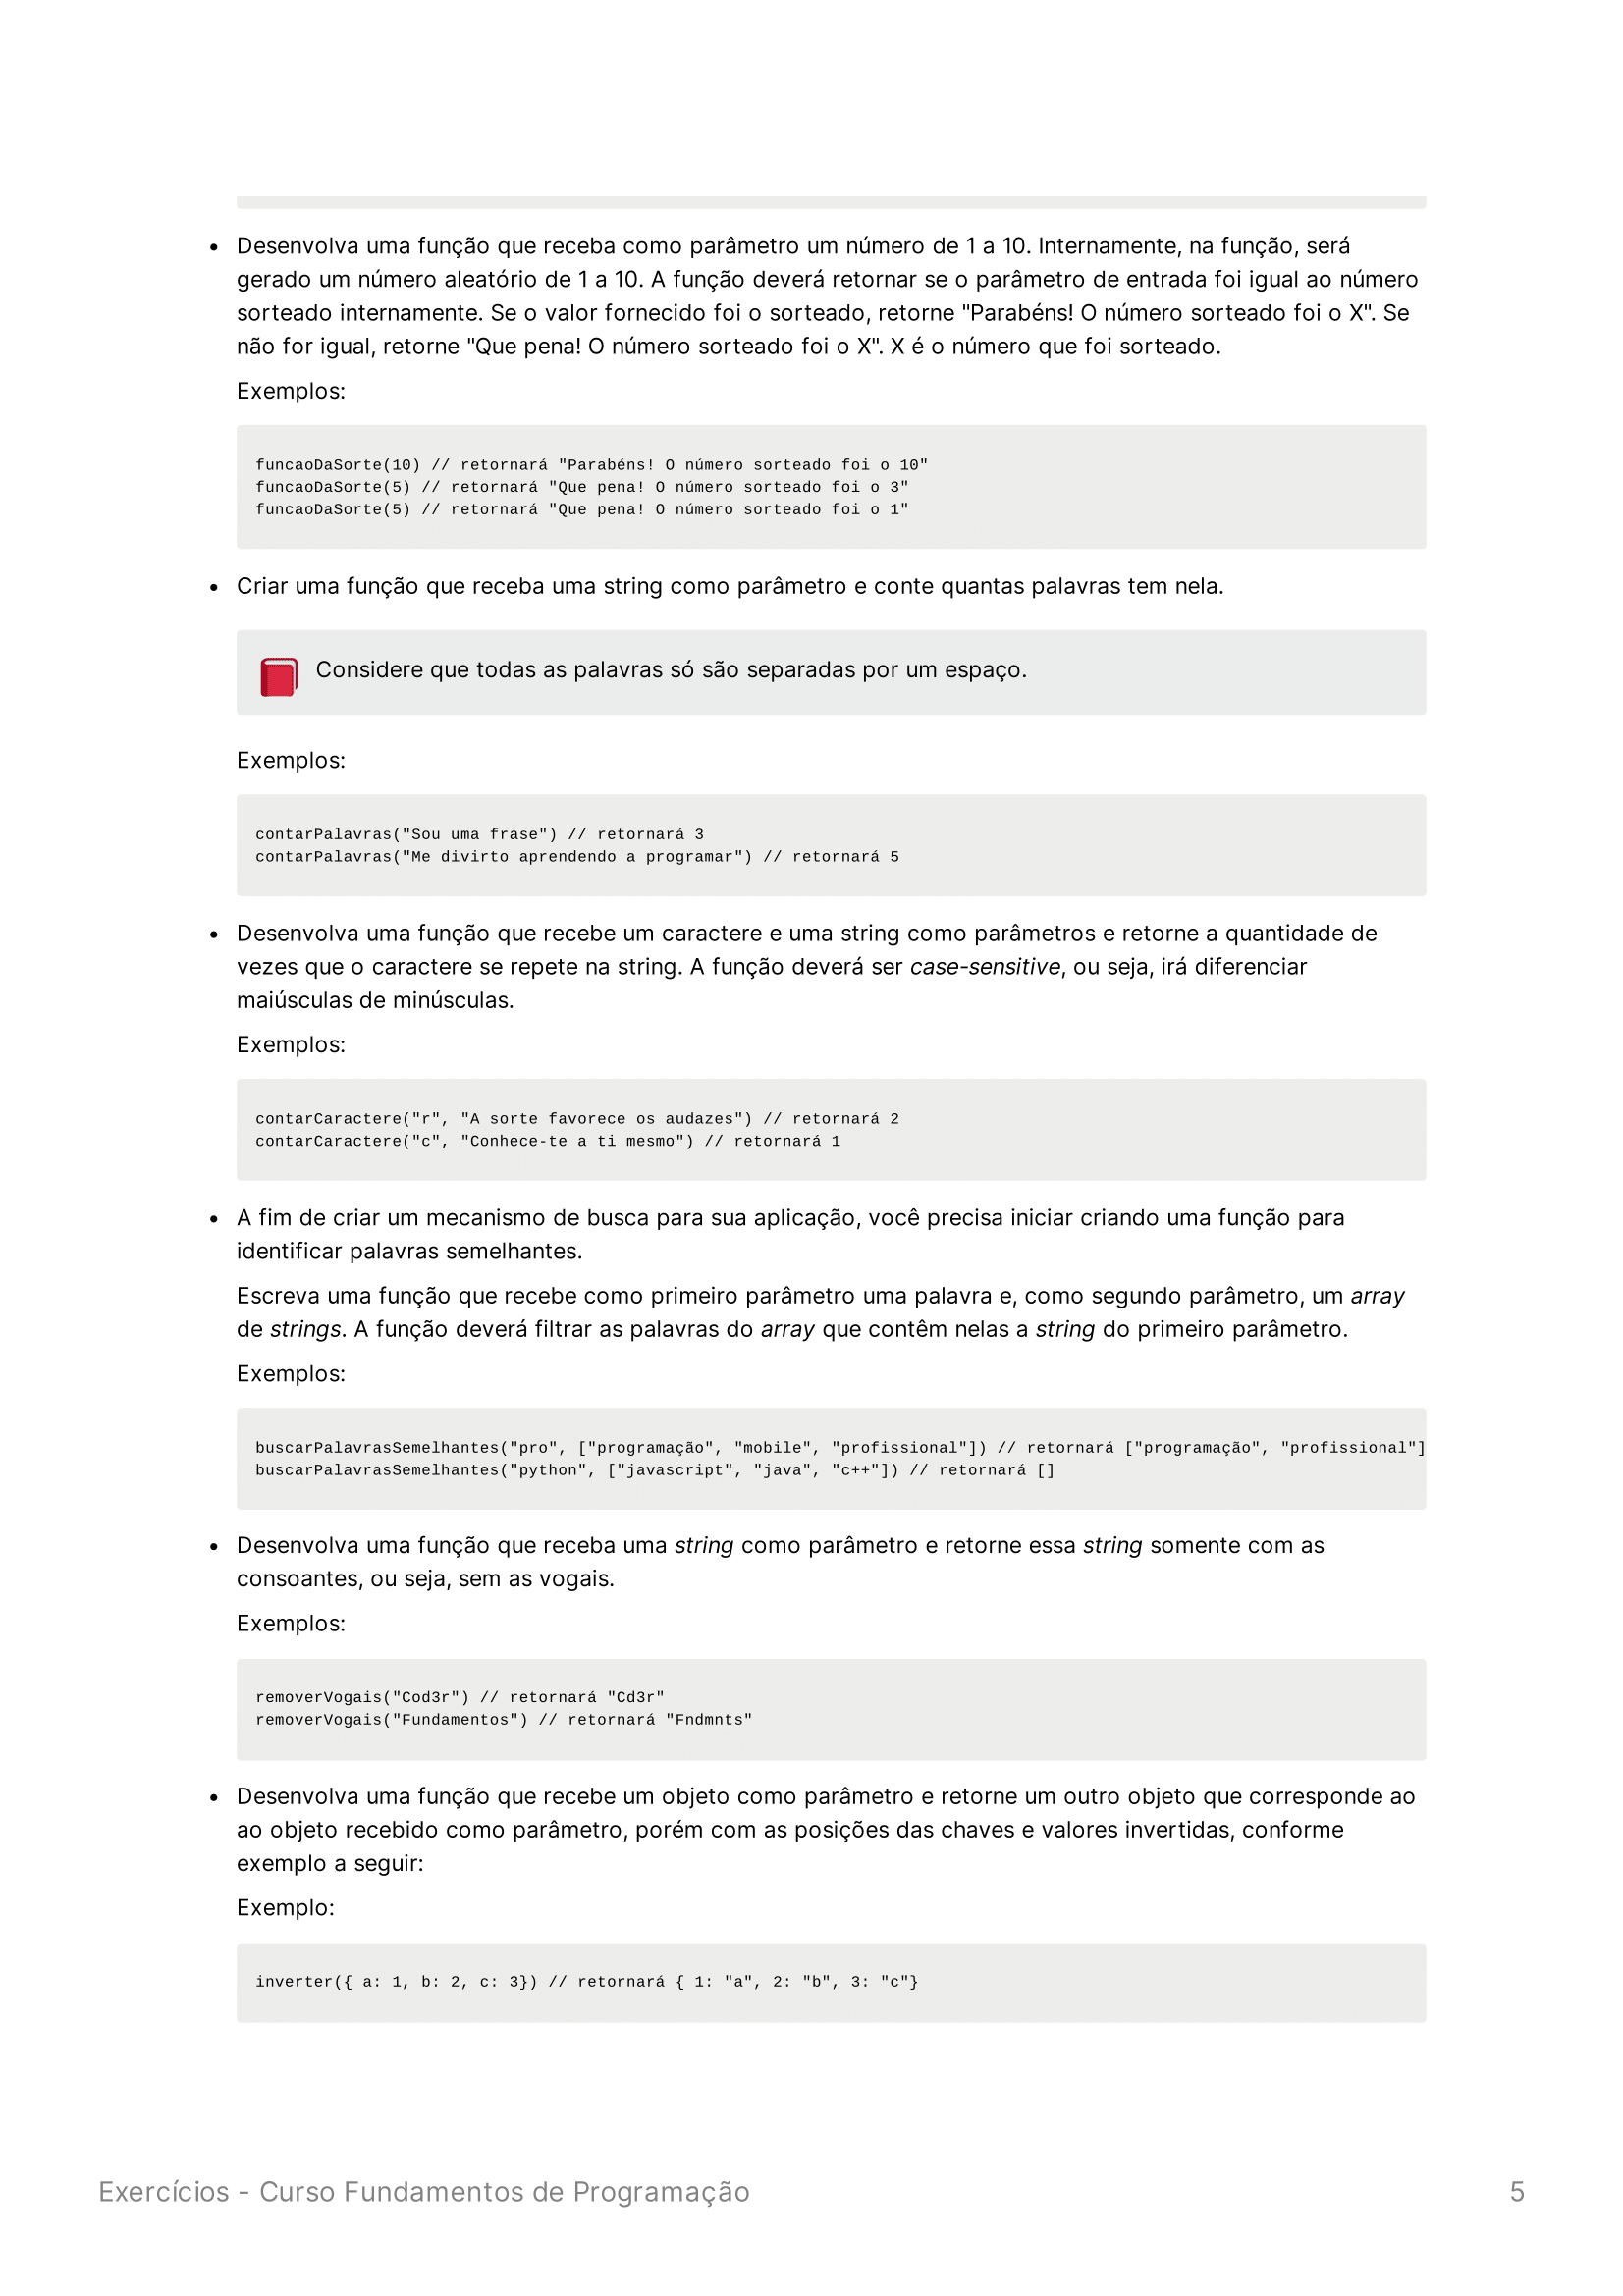 Desenvolva uma função que receba como parâmetro um número de 1 a 10. Internamente, na função, será
gerado um número aleatório de 1 a 10. A função deverá retornar se o parâmetro de entrada foi igual ao número
sorteado internamente. Se o valor fornecido foi o sorteado, retorne "Parabéns! O número sorteado foi o X". Se
não for igual, retorne "Que pena! O número sorteado foi o X". X é o número que foi sorteado.
Exemplos:
funcaoDaSorte(10) // retornará "Parabéns! O número sorteado foi o 10"
funcaoDaSorte(5) // retornará "Que pena! O número sorteado foi o 3"
funcaoDaSorte(5) // retornará "Que pena! O número sorteado foi o 1"
Criar uma função que receba uma string como parâmetro e conte quantas palavras tem nela.
Considere que todas as palavras só são separadas por um espaço.
Exemplos:
contarPalavras("Sou uma frase") // retornará 3
contarPalavras("Me divirto aprendendo a programar") // retornará 5
Desenvolva uma função que recebe um caractere e uma string como parâmetros e retorne a quantidade de
vezes que o caractere se repete na string. A função deverá ser case-sensitive, ou seja, irá diferenciar
maiúsculas de minúsculas.
Exemplos:
contarCaractere("r", "A sorte favorece os audazes") // retornará 2
contarCaractere("c", "Conhece-te a ti mesmo") // retornará 1
A fim de criar um mecanismo de busca para sua aplicação, você precisa iniciar criando uma função para
identificar palavras semelhantes.
Escreva uma função que recebe como primeiro parâmetro uma palavra e, como segundo parâmetro, um array
de strings. A função deverá filtrar as palavras do array que contêm nelas a string do primeiro parâmetro.
Exemplos:
buscarPalavrasSemelhantes("pro", ["programação", "mobile", "profissional"]) // retornará ["programação", "profissional"]
buscarPalavrasSemelhantes("python", ["javascript", "java", "c++"]) // retornará []
Desenvolva uma função que receba uma string como parâmetro e retorne essa string somente com as
consoantes, ou seja, sem as vogais.
Exemplos:
removerVogais("Cod3r") // retornará "Cd3r"
removerVogais("Fundamentos") // retornará "Fndmnts"
Desenvolva uma função que recebe um objeto como parâmetro e retorne um outro objeto que corresponde ao
ao objeto recebido como parâmetro, porém com as posições das chaves e valores invertidas, conforme
exemplo a seguir:
Exemplo:
inverter({ a: 1, b: 2, c: 3}) // retornará { 1: "a", 2: "b", 3: "c"}
Exercícios - Curso Fundamentos de Programação 5